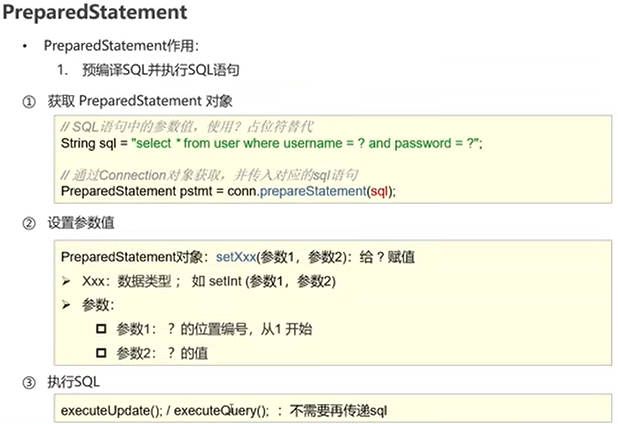 PreparedStatement
• PreparedStatement作用：
1. 预编译SQL并执行SQL语句
① 获取 PreparedStatement 对象
// SQL语句中的参数值，使用？占位符替代
String sql = "select * from user where username = ? and password = ?";
// 通过Connection对象获取，并传入对应的sql语句
PreparedStatement pstmt = conn.prepareStatement(sql);
② 设置参数值
PreparedStatement对象：setXxx(参数1，参数2)：给 ? 赋值
➢ Xxx：数据类型 ； 如 setInt (参数1，参数2)
➢ 参数：
❑ 参数1： ？的位置编号，从1 开始
❑ 参数2： ？的值
③ 执行SQL
executeUpdate(); / executeQuery(); ：不需要再传递sql